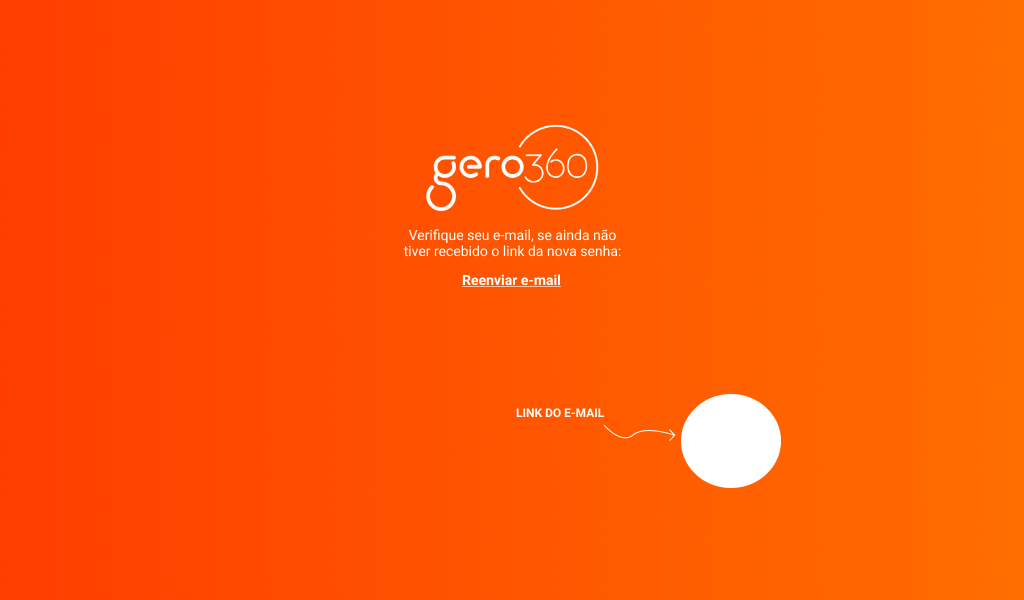 gero360
Verifique seu e-mail, se ainda não
tiver recebido o link da nova senha:
Reenviar e-mail
LINK DO E-MAIL